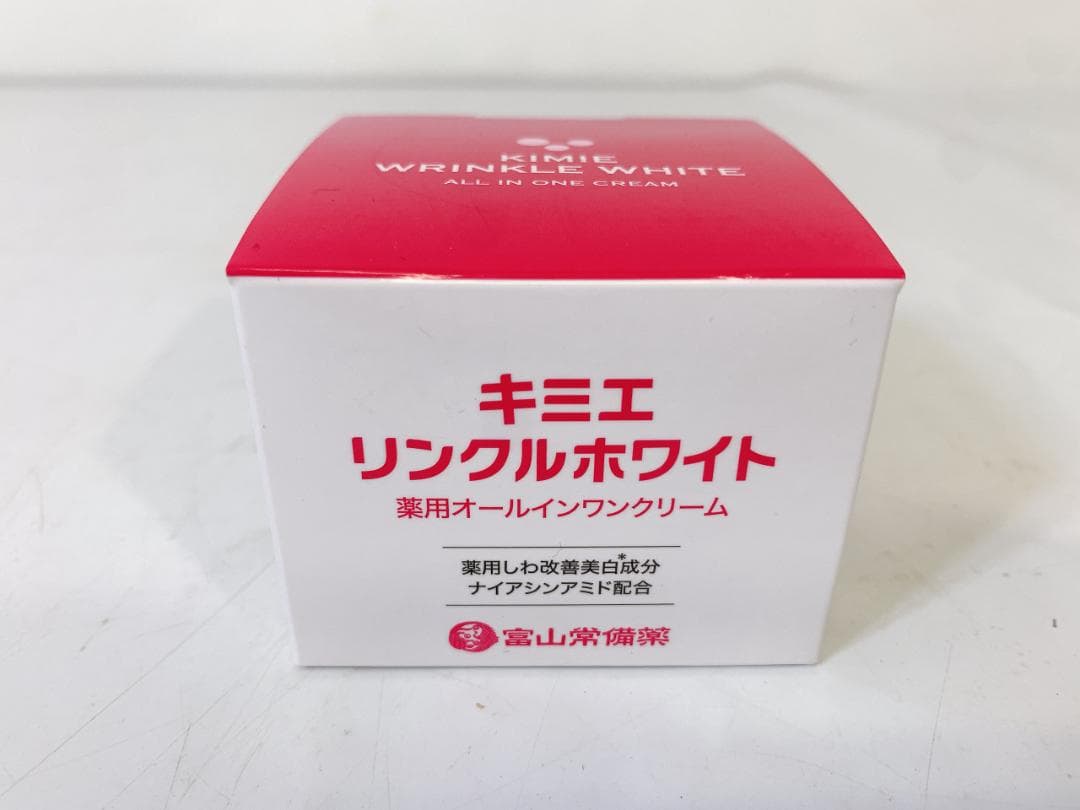 KIMIE
WRINKLE WHITE
ALL IN ONE CREAM
キミエ
リンクルホワイト
薬用オールインワンクリーム
薬用しわ改善美白*成分
ナイアシンアミド配合
富山常備薬